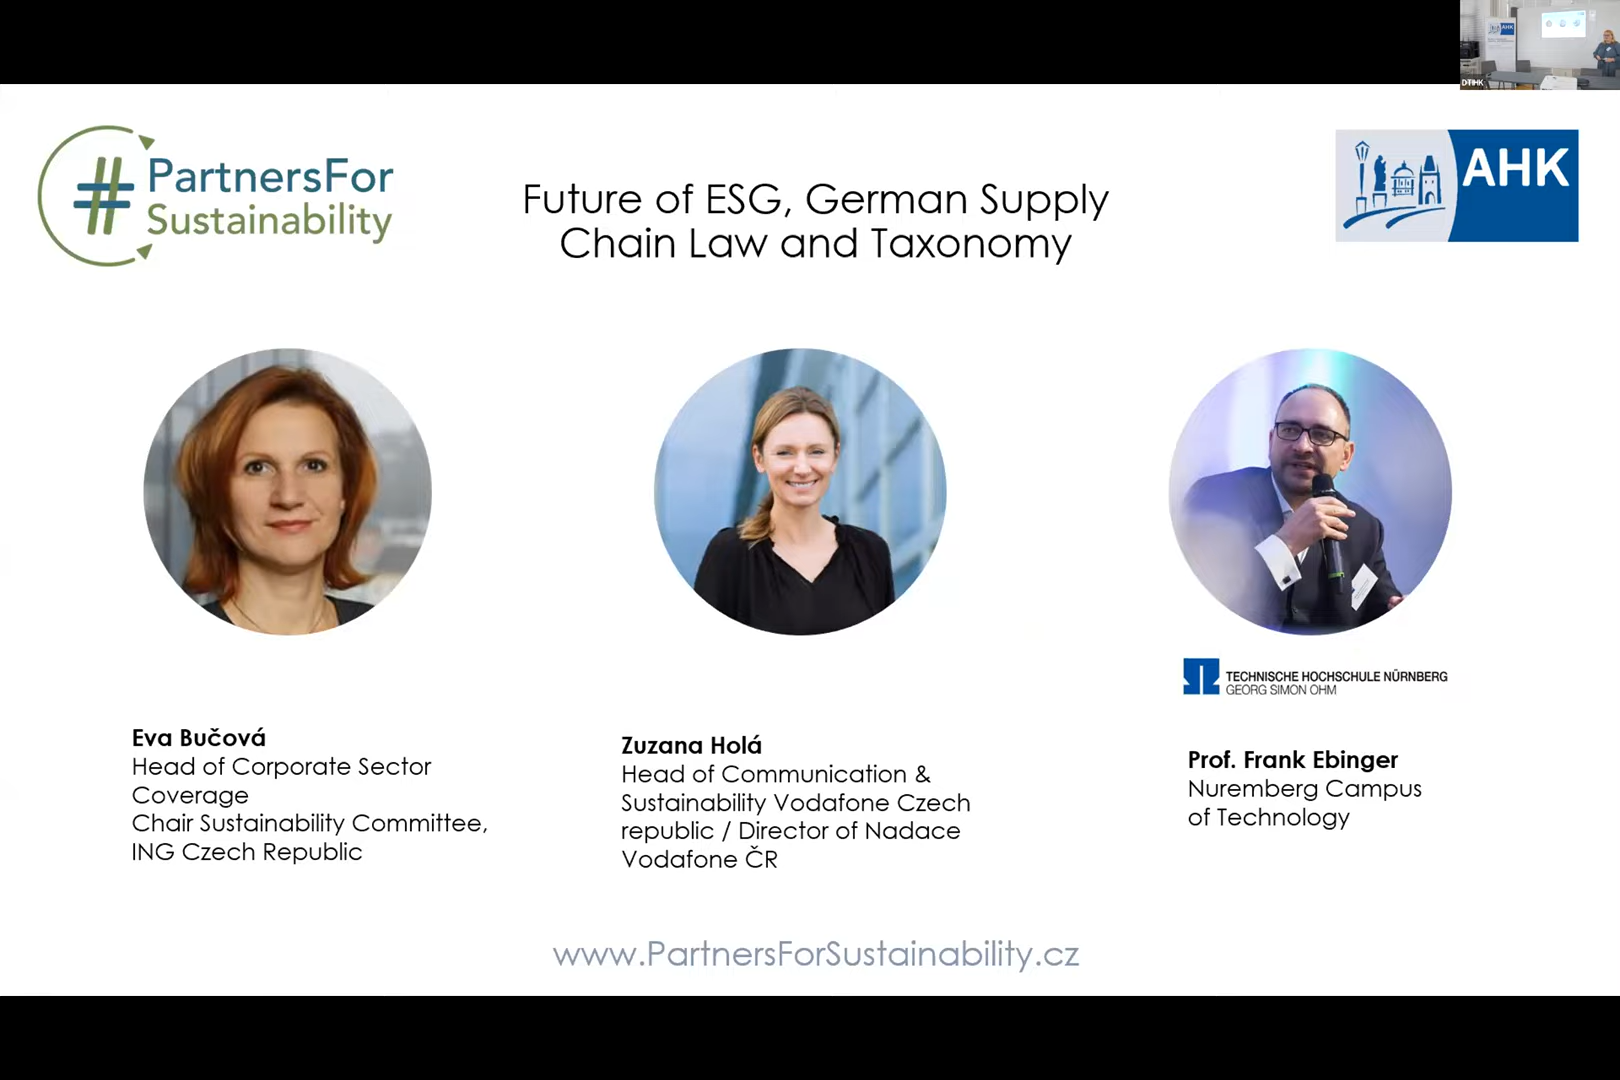 AHK
DTIHK
#PartnersFor
Sustainability
Future of ESG, German Supply
Chain Law and Taxonomy
AHK
TECHNISCHE HOCHSCHULE NÜRNBERG
GEORG SIMON OHM
Eva Bučová
Head of Corporate Sector
Coverage
Chair Sustainability Committee,
ING Czech Republic
Zuzana Holá
Head of Communication &
Sustainability Vodafone Czech
republic / Director of Nadace
Vodafone ČR
Prof. Frank Ebinger
Nuremberg Campus
of Technology
www.PartnersForSustainability.cz